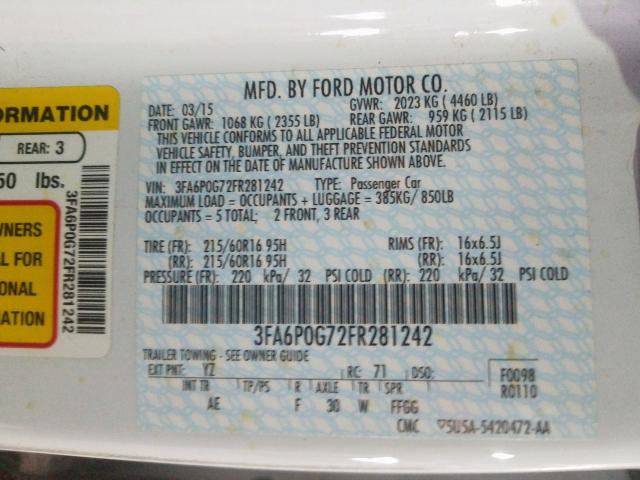 ORMATION
REAR: 3
50 lbs.
WNERS
AL FOR
ONAL
MATION
3FA6P0G72FR281242
MFD. BY FORD MOTOR CO.
DATE: 03/15 GVWR: 2023 KG ( 4460 LB)
FRONT GAWR: 1068 KG ( 2355 LB) REAR GAWR: 959 KG ( 2115 LB)
THIS VEHICLE CONFORMS TO ALL APPLICABLE FEDERAL MOTOR
VEHICLE SAFETY, BUMPER, AND THEFT PREVENTION STANDARDS
IN EFFECT ON THE DATE OF MANUFACTURE SHOWN ABOVE.
VIN: 3FA6P0G72FR281242 TYPE: Passenger Car
MAXIMUM LOAD = OCCUPANTS + LUGGAGE = 385KG/ 850LB
OCCUPANTS = 5 TOTAL; 2 FRONT, 3 REAR
TIRE (FR): 215/60R16 95H RIMS (FR): 16x6.5J
(RR): 215/60R16 95H (RR): 16x6.5J
PRESSURE (FR): 220 kPa/ 32 PSI COLD (RR): 220 kPa/ 32 PSI COLD
3FA6P0G72FR281242
TRAILER TOWING - SEE OWNER GUIDE
EXT PNT: YZ RC: 71 DSO: F0098
R0110
INT TR TP/PS R AXLE TR SPR
AE F 30 W FFGG
CMC 5U5A-5420472-AA